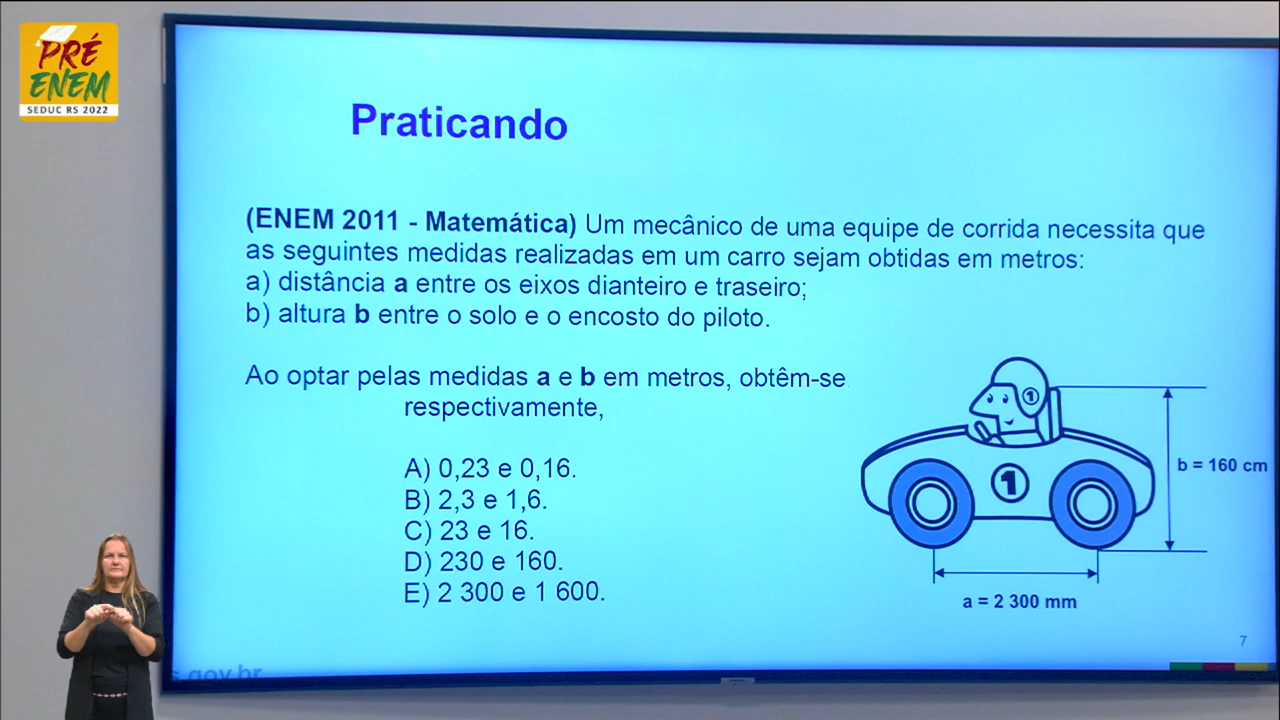 PRÉ
ENEM
SEDUC RS 2022
Praticando
(ENEM 2011 - Matemática) Um mecânico de uma equipe de corrida necessita que
as seguintes medidas realizadas em um carro sejam obtidas em metros:
a) distância a entre os eixos dianteiro e traseiro;
b) altura b entre o solo e o encosto do piloto.
Ao optar pelas medidas a e b em metros, obtêm-se
respectivamente,
A) 0,23 e 0,16.
B) 2,3 e 1,6.
C) 23 e 16.
D) 230 e 160.
E) 2 300 e 1 600.
1
1
b = 160 cm
a = 2 300 mm
7
s.gov.br